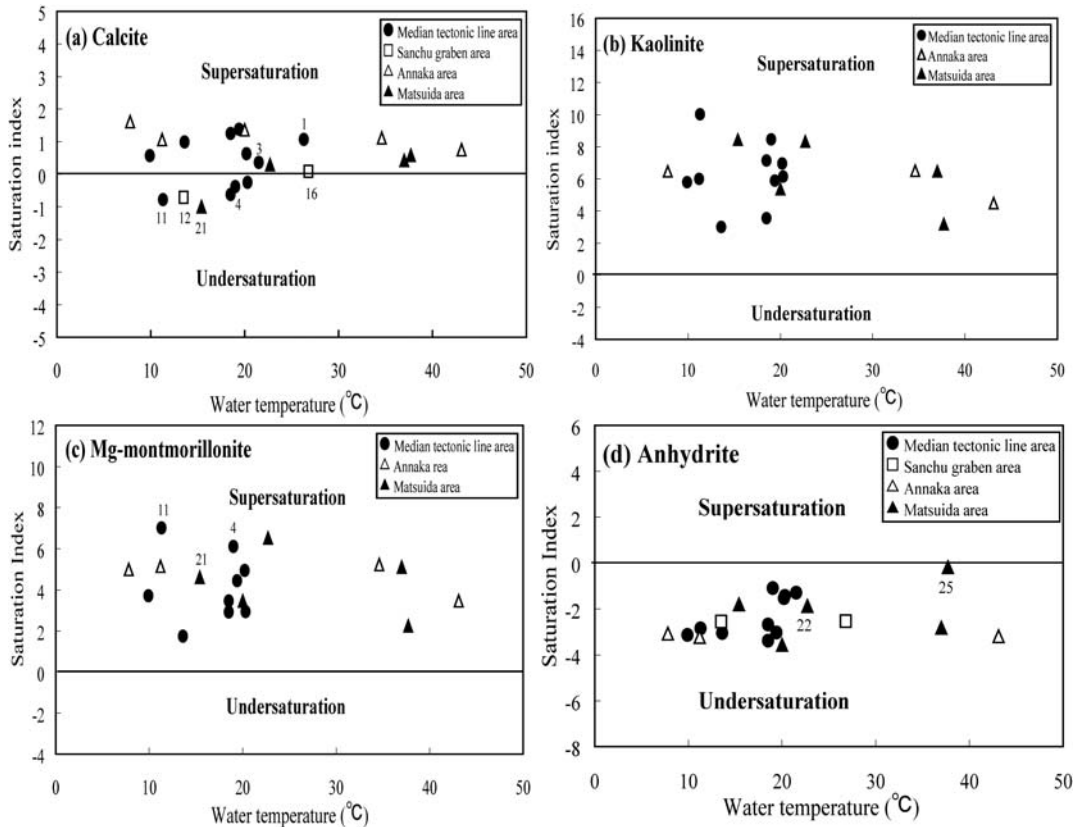 (a) Calcite
Median tectonic line area
Sanchu graben area
Annaka area
Matsuida area
Supersaturation
Undersaturation
1
3
16
4
11
12
21
5
4
3
2
1
0
-1
-2
-3
-4
-5
0
10
20
30
40
50
Saturation index
Water temperature (℃)
(b) Kaolinite
Median tectonic line area
Annaka area
Matsuida area
Supersaturation
Undersaturation
16
14
12
10
8
6
4
2
0
-2
-4
0
10
20
30
40
50
Saturation index
Water temperature (℃)
(c) Mg-montmorillonite
Median tectonic line area
Annaka rea
Matsuida area
Supersaturation
Undersaturation
11
4
21
12
10
8
6
4
2
0
-2
-4
0
10
20
30
40
50
Saturation Index
Water temperature (℃)
(d) Anhydrite
Median tectonic line area
Sanchu graben area
Annaka area
Matsuida area
Supersaturation
Undersaturation
22
25
6
4
2
0
-2
-4
-6
-8
0
10
20
30
40
50
Saturation Index
Water temperature (℃)